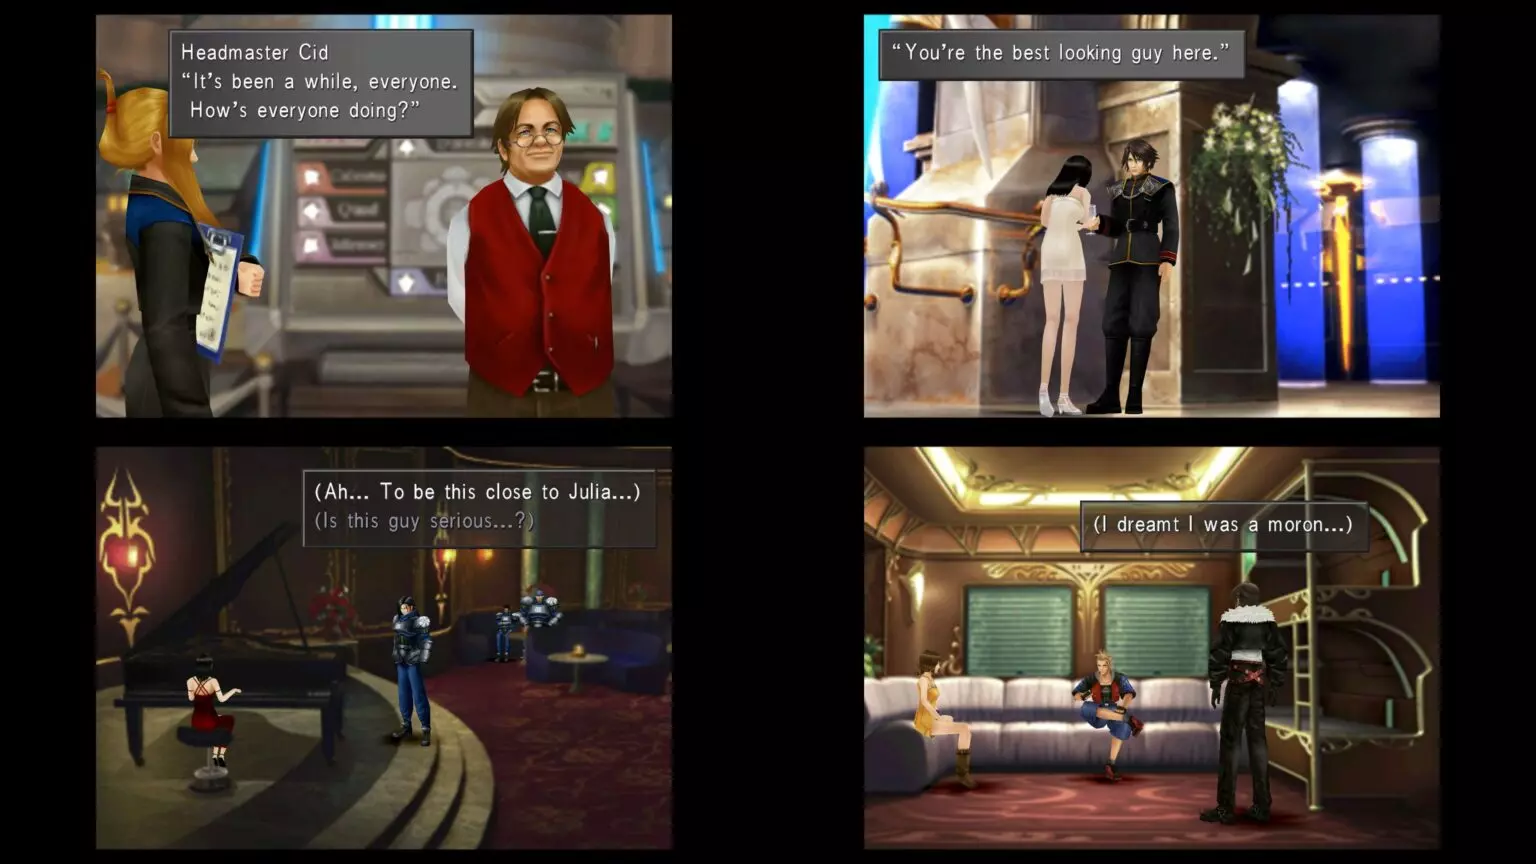 Headmaster Cid
“It's been a while, everyone.
How's everyone doing?”
“You're the best looking guy here.”
(Ah... To be this close to Julia...)
(Is this guy serious...?)
(I dreamt I was a moron...)